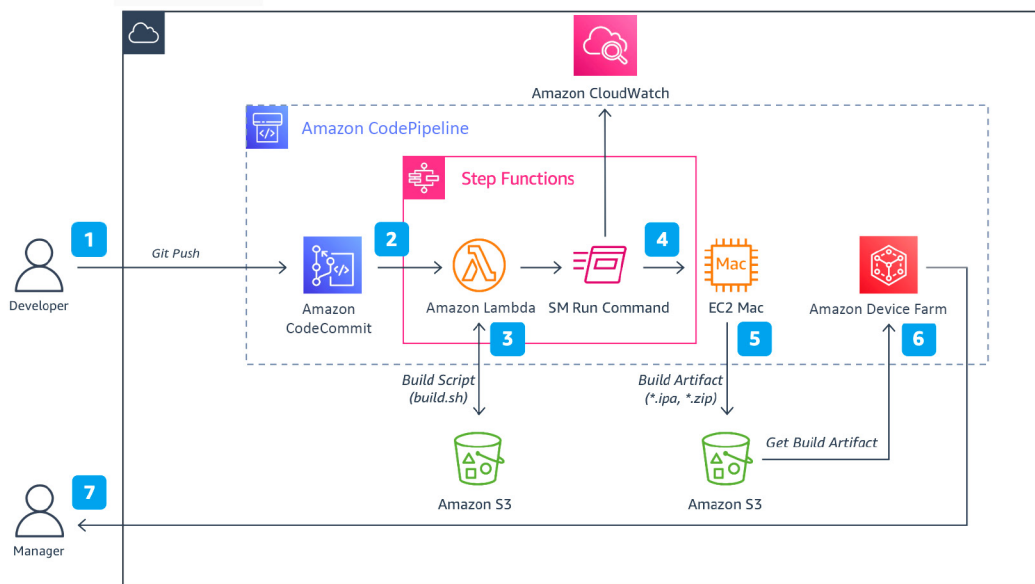 Amazon CloudWatch
Amazon CodePipeline
Step Functions
1
Git Push
2
4
Mac
Developer
Amazon
CodeCommit
Amazon Lambda
SM Run Command
EC2 Mac
Amazon Device Farm
3
5
6
Build Script
(build.sh)
Build Artifact
(*.ipa, *.zip)
Get Build Artifact
Amazon S3
Amazon S3
7
Manager